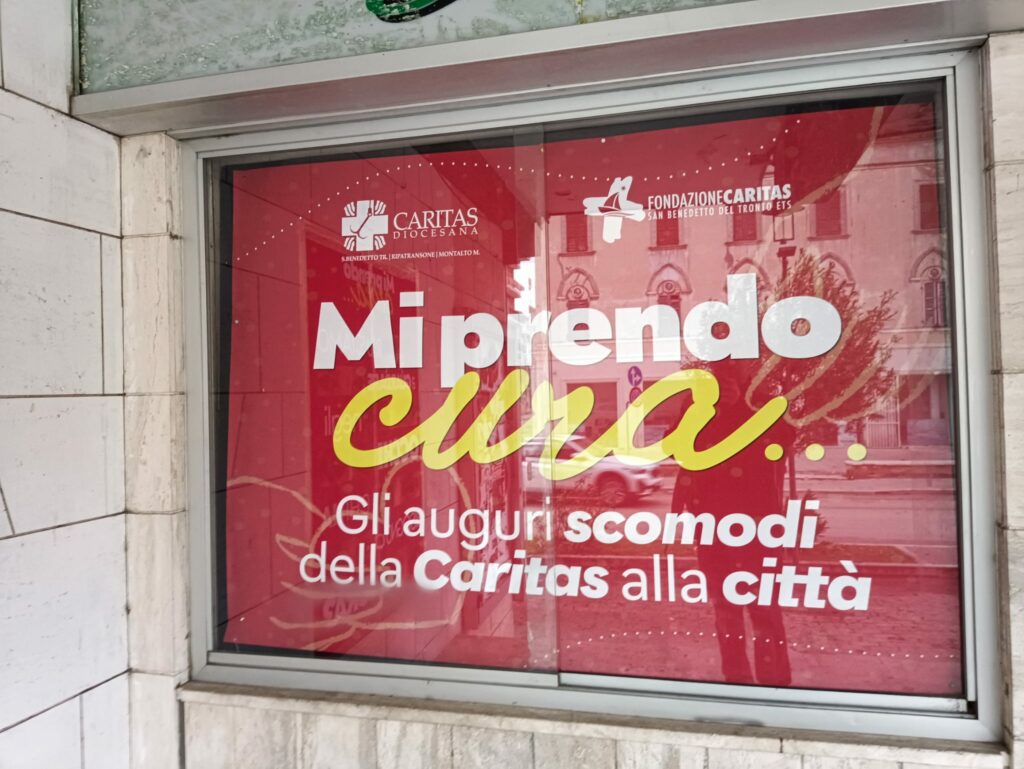 CARITAS
DIOCESANA
S.BENEDETTO TR. | RIPATRANSONE | MONTALTO M.
FONDAZIONECARITAS
SAN BENEDETTO DEL TRONTO ETS
Mi prendo
cura...
Gli auguri scomodi
della Caritas alla città